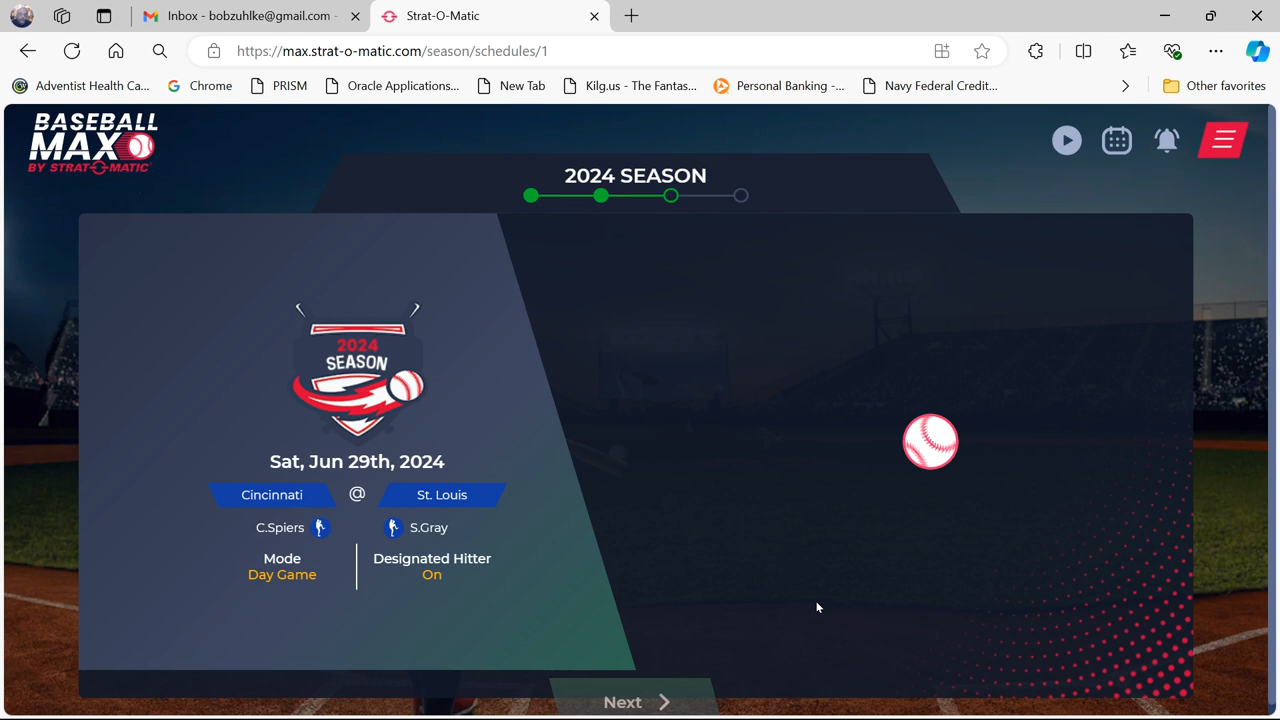 Inbox - bobzuhlke@gmail.com -
Strat-O-Matic
https://max.strat-o-matic.com/season/schedules/1
Adventist Health Ca...
Chrome
PRISM
Oracle Applications...
New Tab
Kilg.us - The Fantas...
Personal Banking -...
Navy Federal Credit...
Other favorites
BASEBALL
MAX
BY STRAT-O-MATIC
2024 SEASON
2024
SEASON
Sat, Jun 29th, 2024
Cincinnati @ St. Louis
C.Spiers S.Gray
Mode Designated Hitter
Day Game On
Next